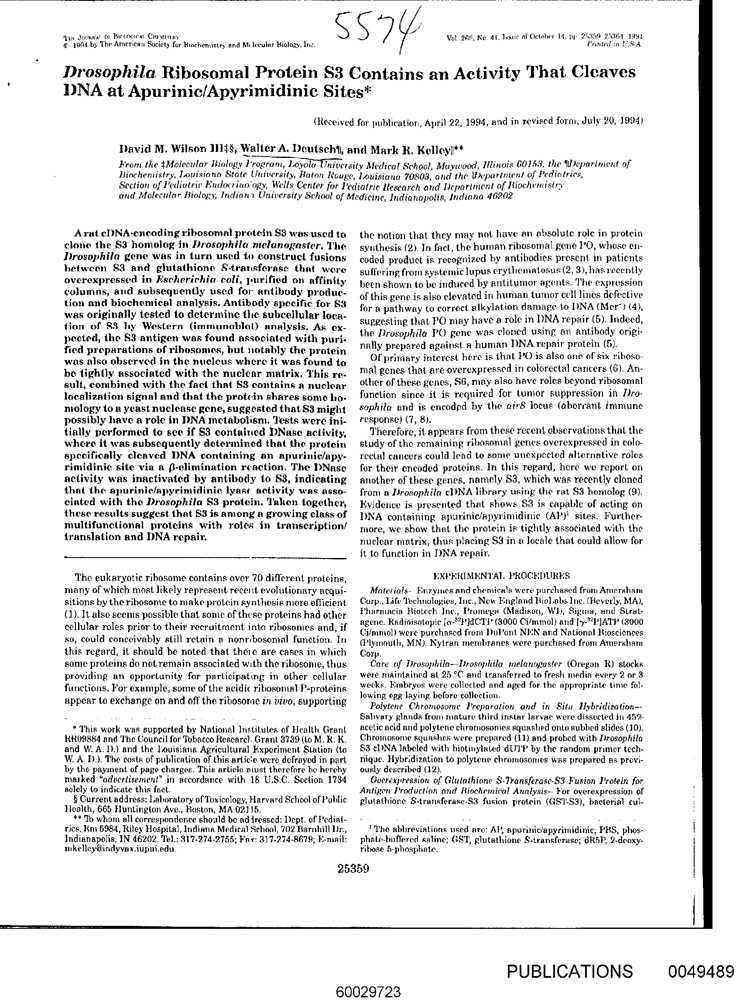 5574
THE JOURNAL OF BIOLOGICAL CHEMISTRY
© 1994 by The American Society for Biochemistry and Molecular Biology, Inc.
Vol. 269, No. 41, Issue of October 14, pp. 25359–25364, 1994
Printed in U.S.A.
Drosophila Ribosomal Protein S3 Contains an Activity That Cleaves
DNA at Apurinic/Apyrimidinic Sites*
(Received for publication, April 22, 1994, and in revised form, July 20, 1994)
David M. Wilson III‡§, Walter A. Deutsch¶, and Mark R. Kelley‖**
From the ‡Molecular Biology Program, Loyola University Medical School, Maywood, Illinois 60153, the ¶Department of
Biochemistry, Louisiana State University, Baton Rouge, Louisiana 70803, and the ‖Department of Pediatrics,
Section of Pediatric Endocrinology, Wells Center for Pediatric Research and Department of Biochemistry
and Molecular Biology, Indiana University School of Medicine, Indianapolis, Indiana 46202
A rat cDNA-encoding ribosomal protein S3 was used to
clone the S3 homolog in Drosophila melanogaster. The
Drosophila gene was in turn used to construct fusions
between S3 and glutathione S-transferase that were
overexpressed in Escherichia coli, purified on affinity
columns, and subsequently used for antibody produc-
tion and biochemical analysis. Antibody specific for S3
was originally tested to determine the subcellular loca-
tion of S3 by Western (immunoblot) analysis. As ex-
pected, the S3 antigen was found associated with puri-
fied preparations of ribosomes, but notably the protein
was also observed in the nucleus where it was found to
be tightly associated with the nuclear matrix. This re-
sult, combined with the fact that S3 contains a nuclear
localization signal and that the protein shares some ho-
mology to a yeast nuclease gene, suggested that S3 might
possibly have a role in DNA metabolism. Tests were ini-
tially performed to see if S3 contained DNase activity,
where it was subsequently determined that the protein
specifically cleaved DNA containing an apurinic/apy-
rimidinic site via a β-elimination reaction. The DNase
activity was inactivated by antibody to S3, indicating
that the apurinic/apyrimidinic lyase activity was asso-
ciated with the Drosophila S3 protein. Taken together,
these results suggest that S3 is among a growing class of
multifunctional proteins with roles in transcription/
translation and DNA repair.
The eukaryotic ribosome contains over 70 different proteins,
many of which most likely represent recent evolutionary acqui-
sitions by the ribosome to make protein synthesis more efficient
(1). It also seems possible that some of these proteins had other
cellular roles prior to their recruitment into ribosomes and, if
so, could conceivably still retain a nonribosomal function. In
this regard, it should be noted that there are cases in which
some proteins do not remain associated with the ribosome, thus
providing an opportunity for participating in other cellular
functions. For example, some of the acidic ribosomal P-proteins
appear to exchange on and off the ribosome in vivo, supporting
* This work was supported by National Institutes of Health Grant
RR09884 and The Council for Tobacco Research Grant 3739 (to M. R. K.
and W. A. D.) and the Louisiana Agricultural Experiment Station (to
W. A. D.). The costs of publication of this article were defrayed in part
by the payment of page charges. This article must therefore be hereby
marked "advertisement" in accordance with 18 U.S.C. Section 1734
solely to indicate this fact.
§ Current address: Laboratory of Toxicology, Harvard School of Public
Health, 665 Huntington Ave., Boston, MA 02115.
** To whom all correspondence should be addressed: Dept. of Pediat-
rics, Rm 5984, Riley Hospital, Indiana Medical School, 702 Barnhill Dr.,
Indianapolis, IN 46202. Tel.: 317-274-2755; Fax: 317-274-8679; E-mail:
mkelley@indyvax.iupui.edu.
the notion that they may not have an absolute role in protein
synthesis (2). In fact, the human ribosomal gene PO, whose en-
coded product is recognized by antibodies present in patients
suffering from systemic lupus erythematosus (2, 3), has recently
been shown to be induced by antitumor agents. The expression
of this gene is also elevated in human tumor cell lines defective
for a pathway to correct alkylation damage to DNA (Mer⁻) (4),
suggesting that PO may have a role in DNA repair (5). Indeed,
the Drosophila PO gene was cloned using an antibody origi-
nally prepared against a human DNA repair protein (5).
Of primary interest here is that PO is also one of six riboso-
mal genes that are overexpressed in colorectal cancers (6). An-
other of these genes, S6, may also have roles beyond ribosomal
function since it is required for tumor suppression in Dro-
sophila and is encoded by the air8 locus (aberrant immune
response) (7, 8).
Therefore, it appears from these recent observations that the
study of the remaining ribosomal genes overexpressed in colo-
rectal cancers could lead to some unexpected alternative roles
for their encoded proteins. In this regard, here we report on
another of these genes, namely S3, which was recently cloned
from a Drosophila cDNA library using the rat S3 homolog (9).
Evidence is presented that shows S3 is capable of acting on
DNA containing apurinic/apyrimidinic (AP)¹ sites. Further-
more, we show that the protein is tightly associated with the
nuclear matrix, thus placing S3 in a locale that could allow for
it to function in DNA repair.
EXPERIMENTAL PROCEDURES
Materials—Enzymes and chemicals were purchased from Amersham
Corp., Life Technologies, Inc., New England BioLabs Inc. (Beverly, MA),
Pharmacia Biotech Inc., Promega (Madison, WI), Sigma, and Strat-
agene. Radioisotopic [α-³²P]dCTP (3000 Ci/mmol) and [γ-³²P]ATP (3000
Ci/mmol) were purchased from DuPont NEN and National Biosciences
(Plymouth, MN). Nytran membranes were purchased from Amersham
Corp.
Care of Drosophila—Drosophila melanogaster (Oregon R) stocks
were maintained at 25 °C and transferred to fresh media every 2 or 3
weeks. Embryos were collected and aged for the appropriate time fol-
lowing egg laying before collection.
Polytene Chromosome Preparation and in Situ Hybridization—
Salivary glands from mature third instar larvae were dissected in 45%
acetic acid and polytene chromosomes squashed onto subbed slides (10).
Chromosome squashes were prepared (11) and probed with Drosophila
S3 cDNA labeled with biotinylated dUTP by the random primer tech-
nique. Hybridization to polytene chromosomes was prepared as previ-
ously described (12).
Overexpression of Glutathione S-Transferase-S3 Fusion Protein for
Antigen Production and Biochemical Analysis—For overexpression of
glutathione S-transferase-S3 fusion protein (GST-S3), bacterial cul-
¹ The abbreviations used are: AP, apurinic/apyrimidinic; PBS, phos-
phate-buffered saline; GST, glutathione S-transferase; dR5P, 2-deoxy-
ribose 5-phosphate.
25359
PUBLICATIONS 0049489
60029723